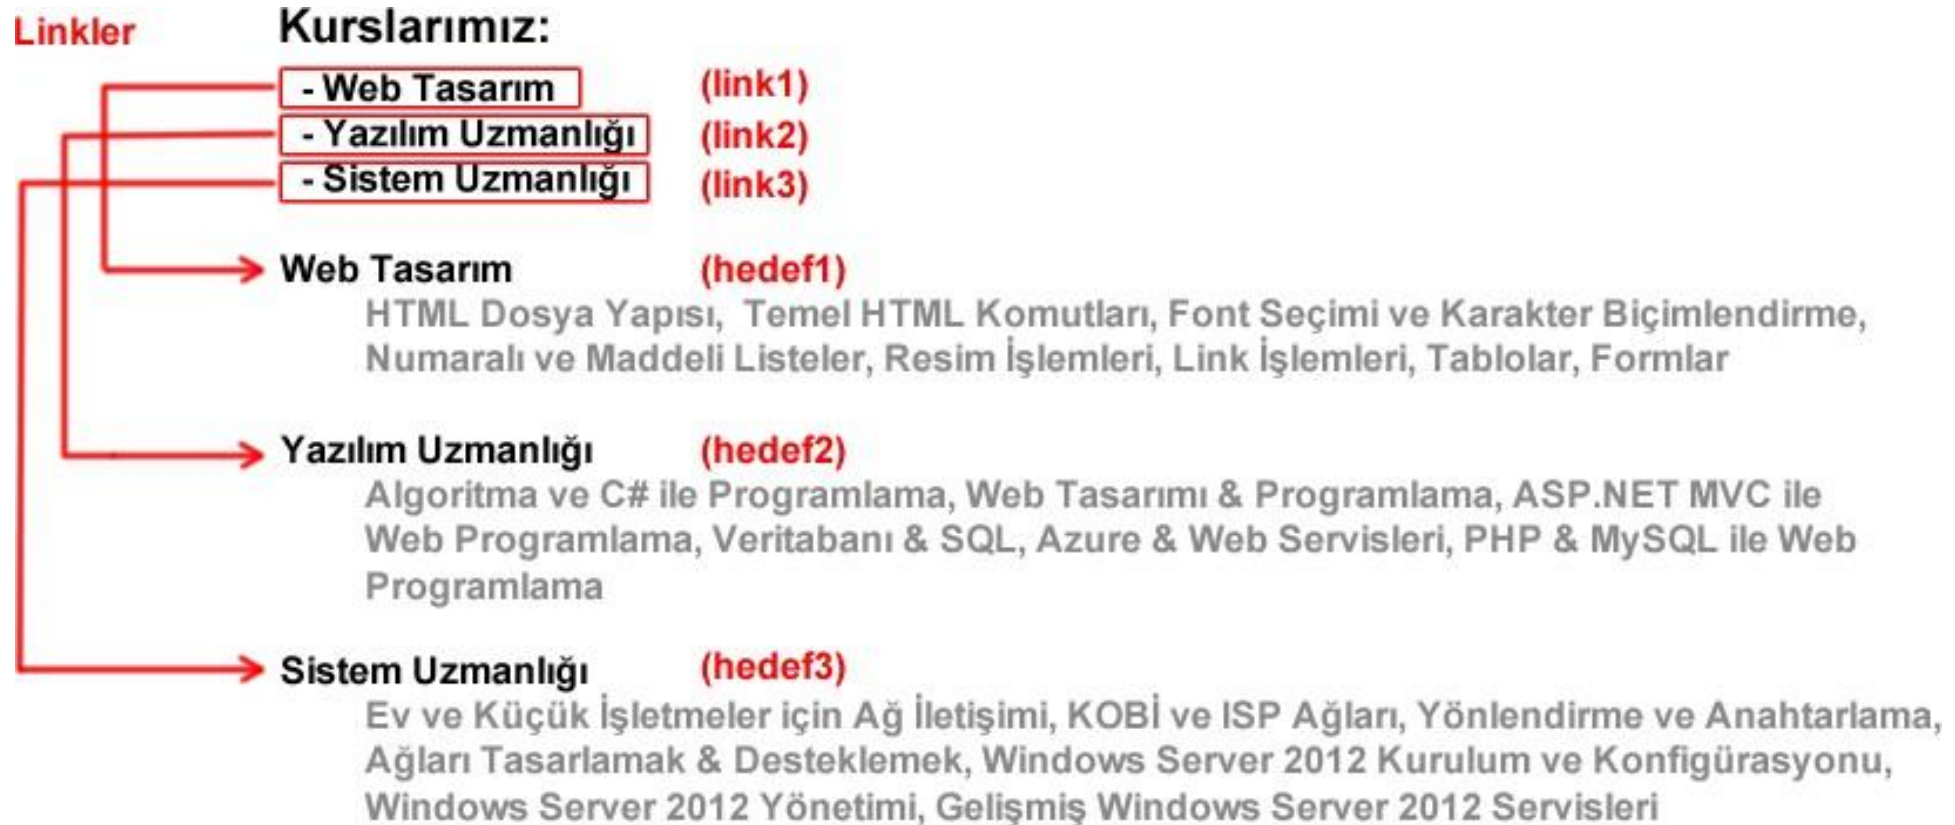 Linkler Kurslarımız:
- Web Tasarım (link1)
- Yazılım Uzmanlığı (link2)
- Sistem Uzmanlığı (link3)
Web Tasarım (hedef1)
HTML Dosya Yapısı, Temel HTML Komutları, Font Seçimi ve Karakter Biçimlendirme,
Numaralı ve Maddeli Listeler, Resim İşlemleri, Link İşlemleri, Tablolar, Formlar
Yazılım Uzmanlığı (hedef2)
Algoritma ve C# ile Programlama, Web Tasarımı & Programlama, ASP.NET MVC ile
Web Programlama, Veritabanı & SQL, Azure & Web Servisleri, PHP & MySQL ile Web
Programlama
Sistem Uzmanlığı (hedef3)
Ev ve Küçük İşletmeler için Ağ İletişimi, KOBİ ve ISP Ağları, Yönlendirme ve Anahtarlama,
Ağları Tasarlamak & Desteklemek, Windows Server 2012 Kurulum ve Konfigürasyonu,
Windows Server 2012 Yönetimi, Gelişmiş Windows Server 2012 Servisleri